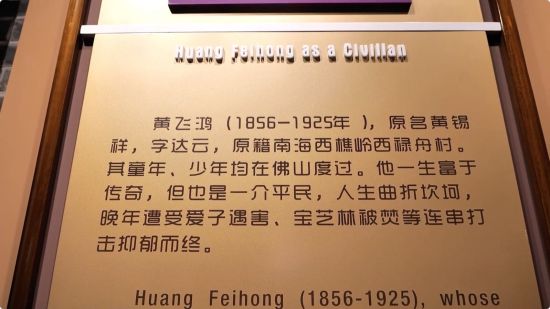 Huang Feihong as a Civilian
黄飞鸿（1856—1925年），原名黄锡
祥，字达云，原籍南海西樵岭西禄舟村。
其童年、少年均在佛山度过。他一生富于
传奇，但也是一介平民，人生曲折坎坷，
晚年遭受爱子遇害、宝芝林被焚等连串打
击抑郁而终。
Huang Feihong (1856-1925), whose